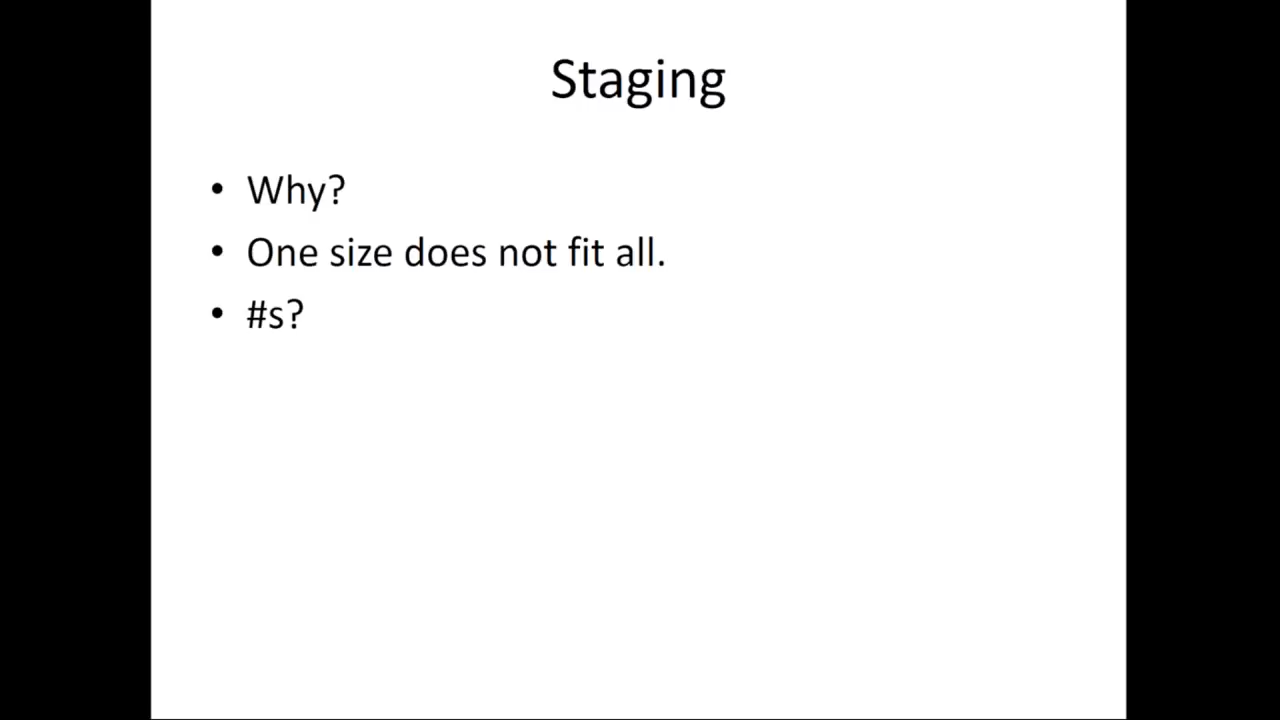 Staging
• Why?
• One size does not fit all.
• #s?